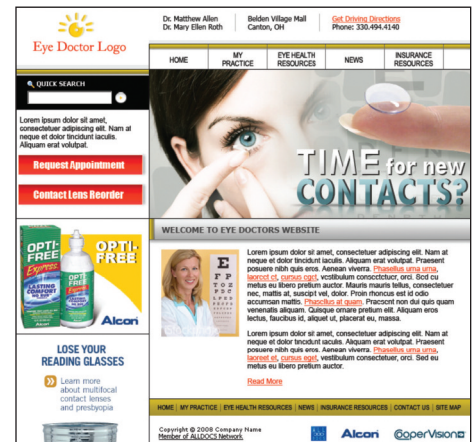 Eye Doctor Logo
Dr. Matthew Allen
Dr. Mary Ellen Roth
Belden Village Mall
Canton, OH
Get Driving Directions
Phone: 330.494.4140
HOME
MY PRACTICE
EYE HEALTH RESOURCES
NEWS
INSURANCE RESOURCES
QUICK SEARCH
Lorem ipsum dolor sit amet,
consectetuer adipiscing elit. Nam at
neque et dolor tincidunt iaculis.
Aliquam erat volutpat.
Request Appointment
Contact Lens Reorder
TIME for new
CONTACTS?
OPTI-FREE
Express
LASTING
COMFORT
NO RUB
OPTI-
FREE
Alcon
LOSE YOUR
READING GLASSES
Learn more
about multifocal
contact lenses
and presbyopia
WELCOME TO EYE DOCTORS WEBSITE
Lorem ipsum dolor sit amet, consectetuer adipiscing elit. Nam at
neque et dolor tincidunt iaculis. Aliquam erat volutpat. Praesent
posuere nibh quis eros. Aenean viverra. Phasellus urna urna,
laoreet et, cursus eget, vestibulum consectetuer, orci. Sed eu
metus eu libero pretium auctor. Mauris mauris tellus, consectetuer
nec, mattis at, suscipit vel, dolor. Proin rhoncus est id odio
accumsan mattis. Phasellus at quam. Praesent non dui quis quam
venenatis aliquam. Quisque ornare pretium elit. Aliquam eros
lectus, faucibus id, aliquet ut, placerat eu, massa.
Lorem ipsum dolor sit amet, consectetuer adipiscing elit. Nam at
neque et dolor tincidunt iaculis. Aliquam erat volutpat. Praesent
posuere nibh quis eros. Aenean viverra. Phasellus urna urna,
laoreet et, cursus eget, vestibulum consectetuer, orci. Sed eu
metus eu libero pretium auctor.
Read More
HOME | MY PRACTICE | EYE HEALTH RESOURCES | NEWS | INSURANCE RESOURCES | CONTACT US | SITE MAP
Copyright © 2008 Company Name
Member of ALLDOCS Network
Alcon
CooperVision